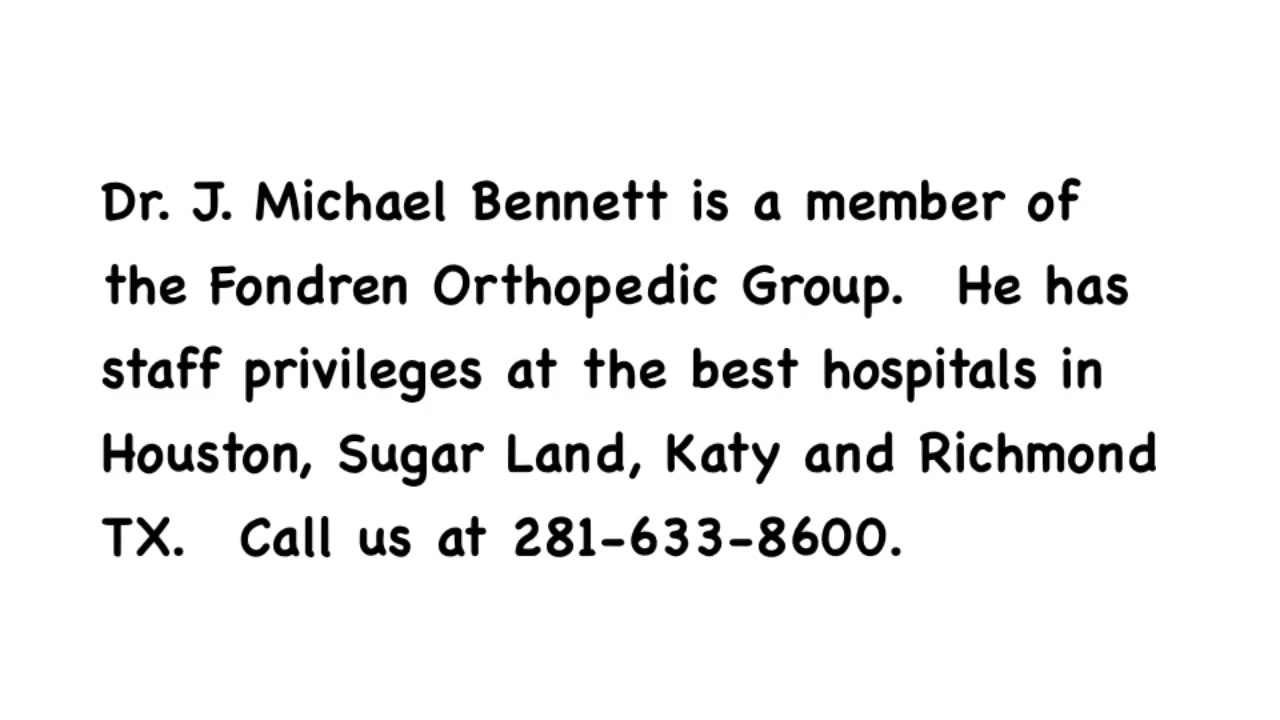 Dr. J. Michael Bennett is a member of
the Fondren Orthopedic Group.  He has
staff privileges at the best hospitals in
Houston, Sugar Land, Katy and Richmond
TX.  Call us at 281-633-8600.